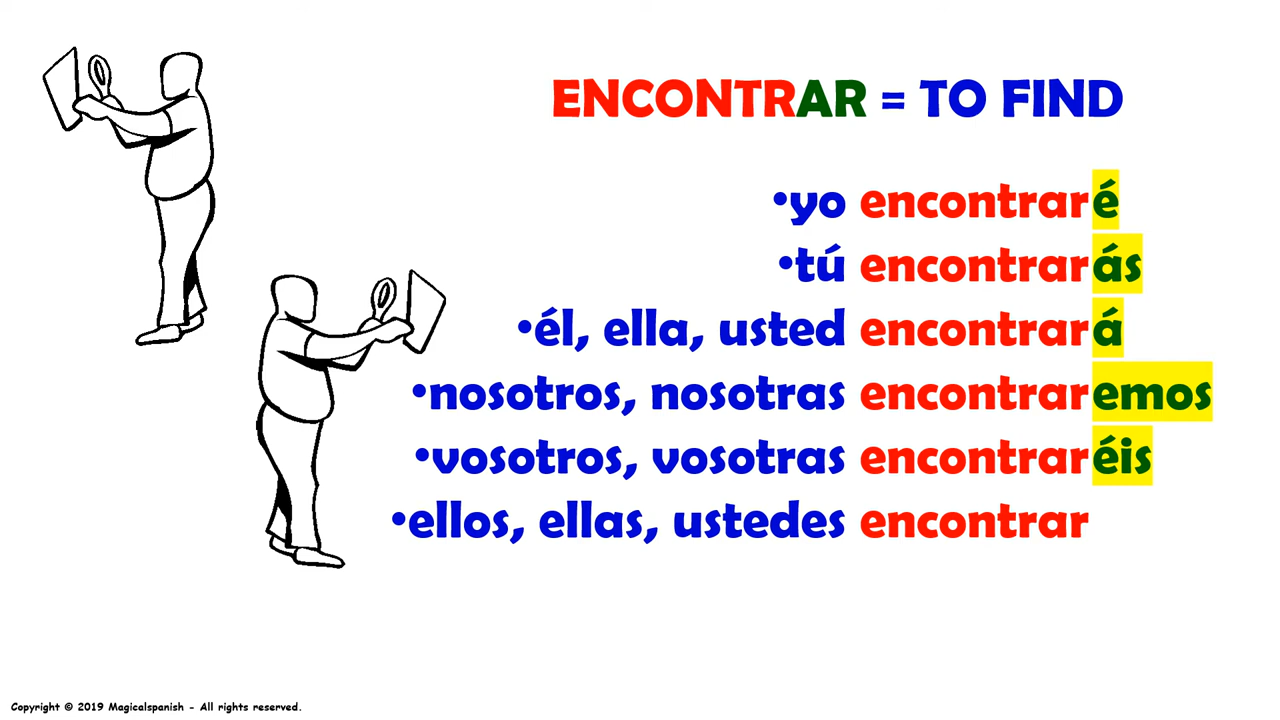 ENCONTRAR = TO FIND
•yo encontraré
•tú encontrarás
•él, ella, usted encontrará
•nosotros, nosotras encontraremos
•vosotros, vosotras encontraréis
•ellos, ellas, ustedes encontrar
Copyright © 2019 Magicalspanish - All rights reserved.